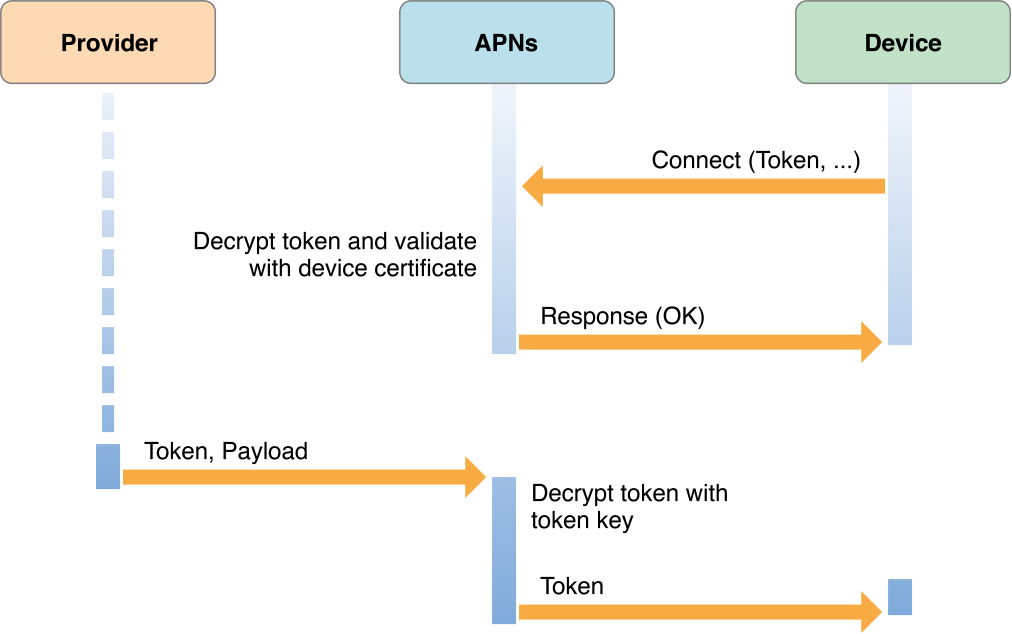 Provider
APNs
Device
Connect (Token, ...)
Decrypt token and validate
with device certificate
Response (OK)
Token, Payload
Decrypt token with
token key
Token